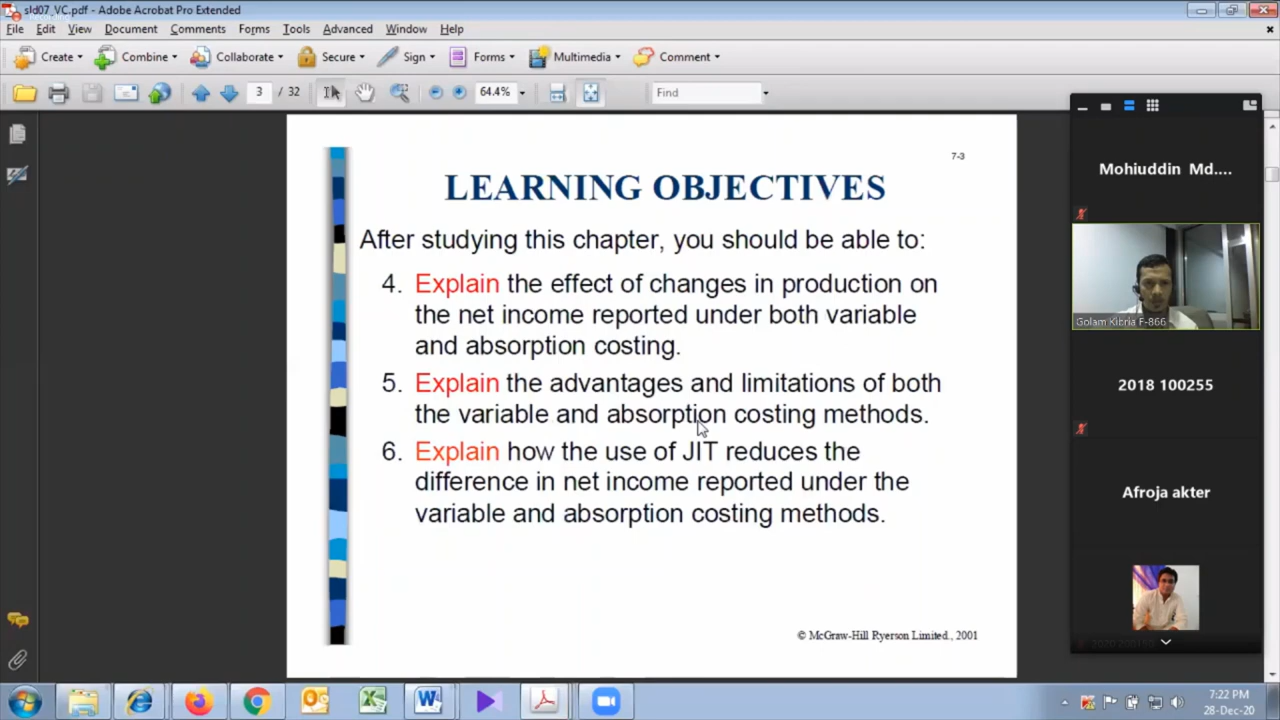 sld07_VC.pdf - Adobe Acrobat Pro Extended
File Edit View Document Comments Forms Tools Advanced Window Help
Create Combine Collaborate Secure Sign Forms Multimedia Comment
3 / 32 64.4% Find
7-3
LEARNING OBJECTIVES
After studying this chapter, you should be able to:
4. Explain the effect of changes in production on
the net income reported under both variable
and absorption costing.
5. Explain the advantages and limitations of both
the variable and absorption costing methods.
6. Explain how the use of JIT reduces the
difference in net income reported under the
variable and absorption costing methods.
© McGraw-Hill Ryerson Limited., 2001
Mohiuddin Md....
Golam Kibria F-866
2018 100255
Afroja akter
7:22 PM
28-Dec-20